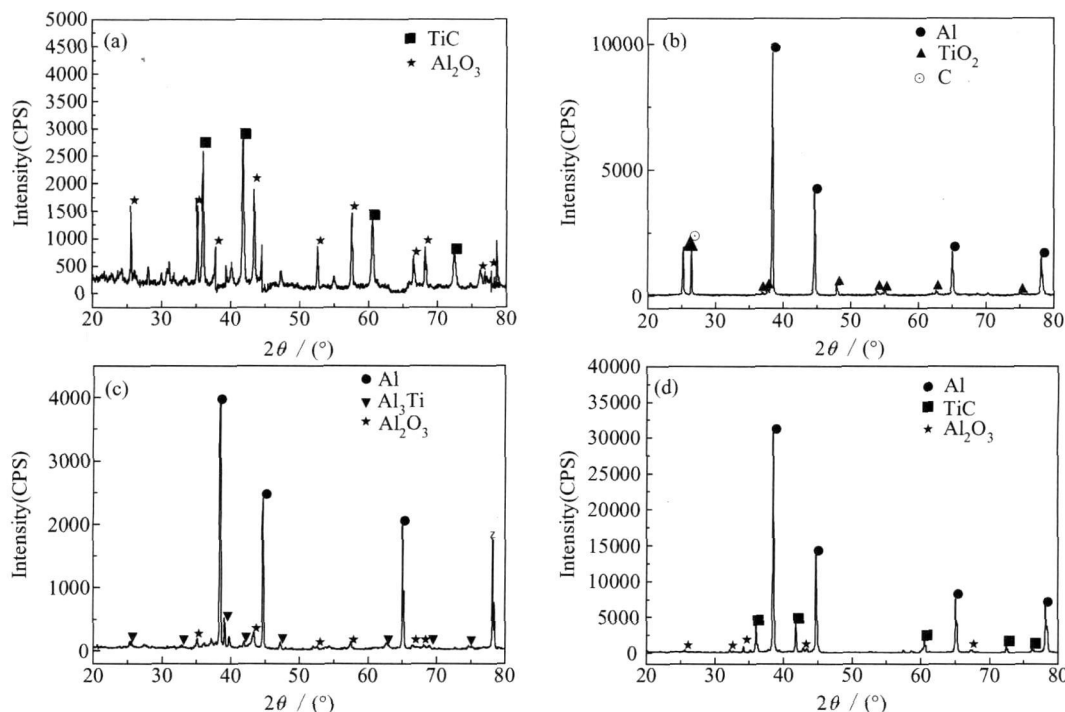 (a)
■ TiC
★ Al₂O₃
Intensity(CPS)
5000
4500
4000
3500
3000
2500
2000
1500
1000
500
0
20 30 40 50 60 70 80
2θ / (°)
(b)
● Al
▲ TiO₂
⊙ C
Intensity(CPS)
10000
5000
0
20 30 40 50 60 70 80
2θ / (°)
(c)
● Al
▼ Al₃Ti
★ Al₂O₃
Intensity(CPS)
4000
3000
2000
1000
0
z
20 30 40 50 60 70 80
2θ / (°)
(d)
● Al
■ TiC
★ Al₂O₃
Intensity(CPS)
40000
35000
30000
25000
20000
15000
10000
5000
0
20 30 40 50 60 70 80
2θ / (°)